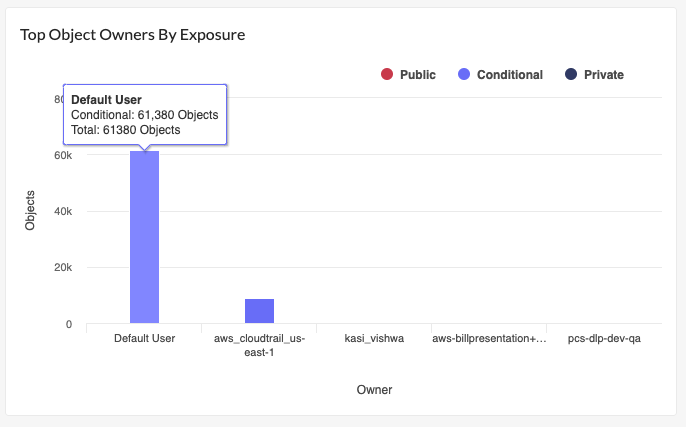 Top Object Owners By Exposure
Public
Conditional
Private
Default User
Conditional: 61,380 Objects
Total: 61380 Objects
60k
40k
20k
0
Objects
Default User
aws_cloudtrail_us-
east-1
kasi_vishwa
aws-billpresentation+...
pcs-dlp-dev-qa
Owner